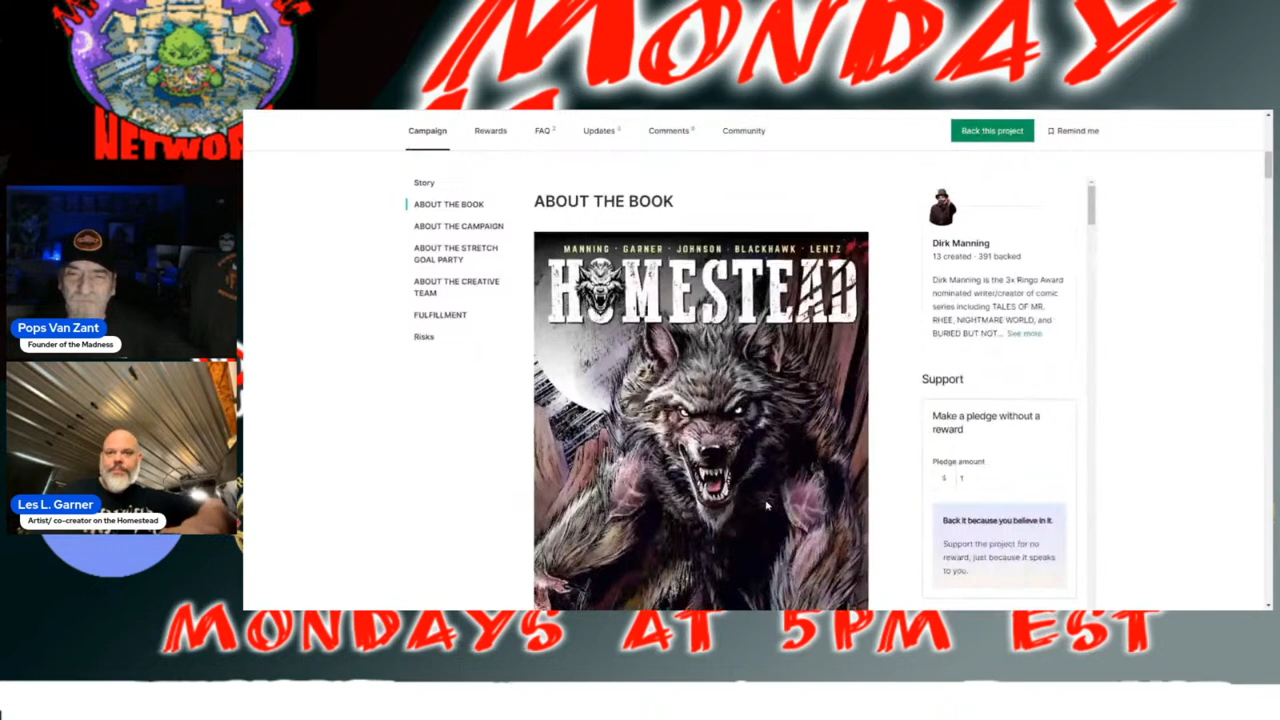 MONDAY
NETWO
Campaign
Rewards
FAQ 2
Updates
Comments
Community
Back this project
Remind me
Story
ABOUT THE BOOK
ABOUT THE CAMPAIGN
ABOUT THE STRETCH
GOAL PARTY
ABOUT THE CREATIVE
TEAM
FULFILLMENT
Risks
ABOUT THE BOOK
MANNING · GARNER · JOHNSON · BLACKHAWK · LENTZ
HOMESTEAD
Dirk Manning
13 created · 391 backed
Dirk Manning is the 3x Ringo Award
nominated writer/creator of comic
series including TALES OF MR.
RHEE, NIGHTMARE WORLD, and
BURIED BUT NOT... See more
Support
Make a pledge without a
reward
Pledge amount
$ 1
Back it because you believe in it.
Support the project for no
reward, just because it speaks
to you.
Pops Van Zant
Founder of the Madness
Les L. Garner
Artist/ co-creator on the Homestead
MONDAYS AT 5PM EST